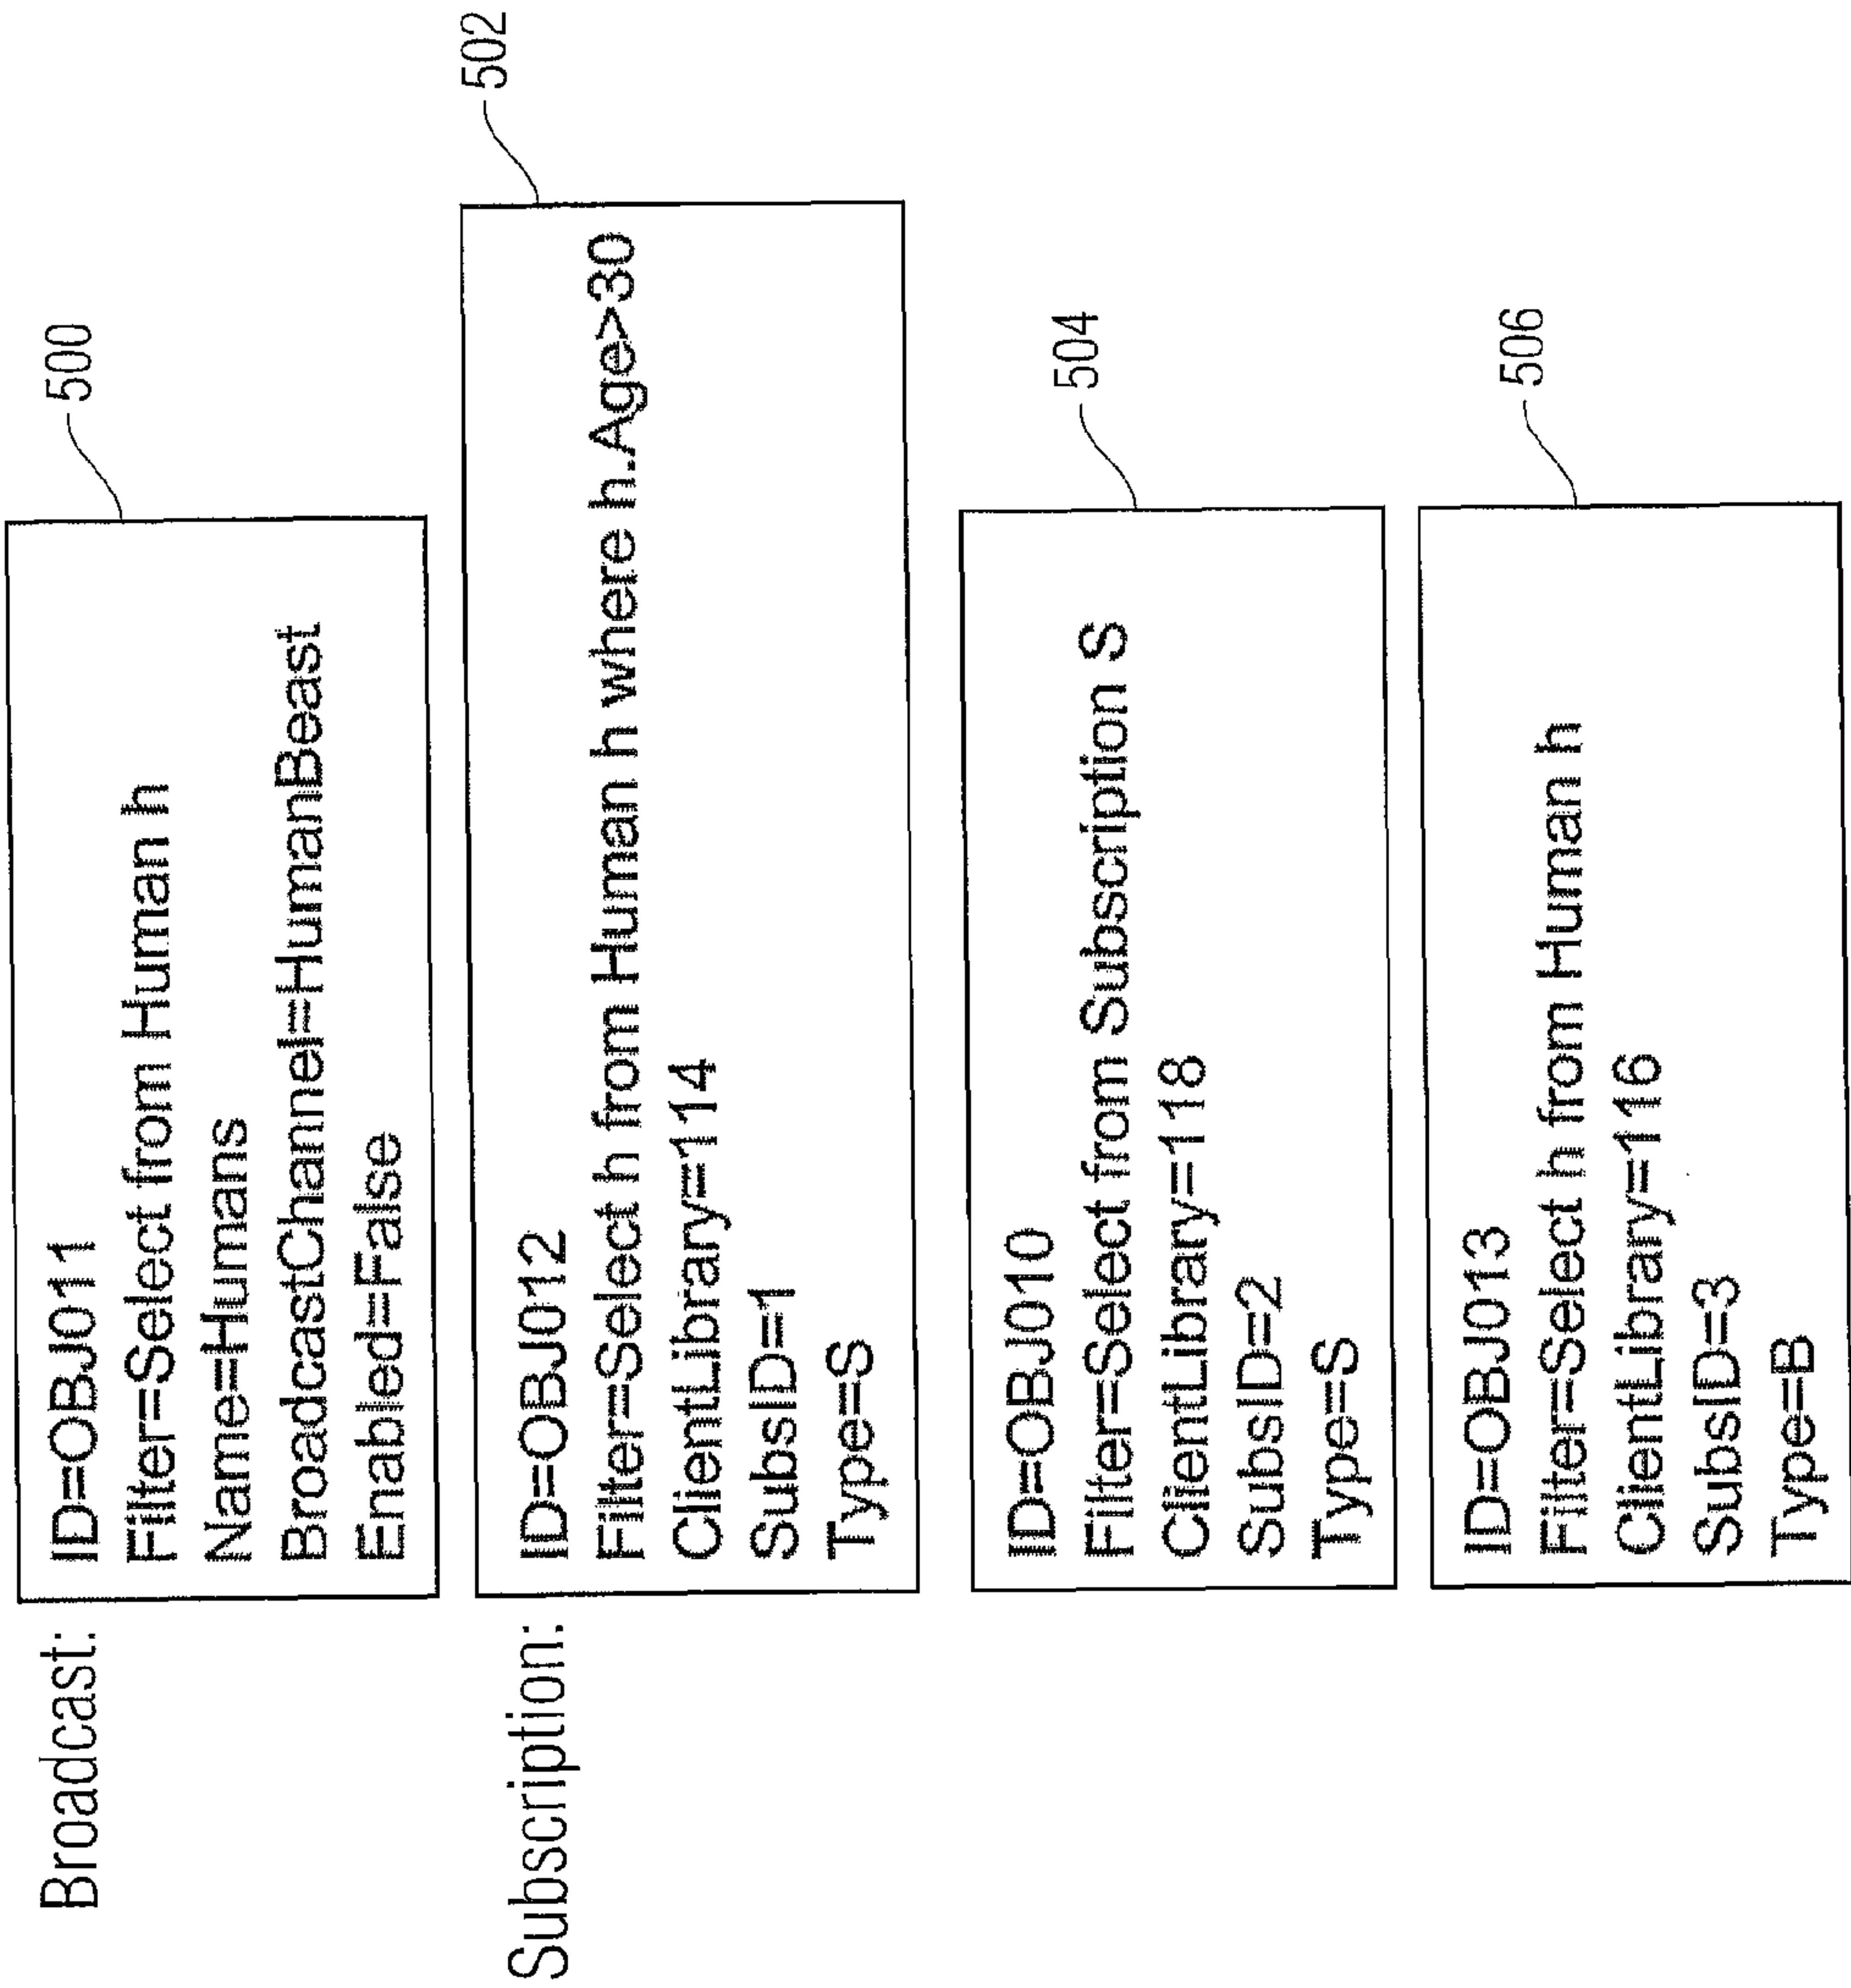 Broadcast:
ID=OBJ011
Filter=Select from Human h
Name=Humans
BroadcastChannel=HumanBeast
Enabled=False
500
Subscription:
ID=OBJ012
Filter=Select h from Human h where h.Age>30
ClientLibrary=114
SubsID=1
Type=S
502
ID=OBJ010
Filter=Select from Subscription S
ClientLibrary=118
SubsID=2
Type=S
504
ID=OBJ013
Filter=Select h from Human h
ClientLibrary=116
SubsID=3
Type=B
506